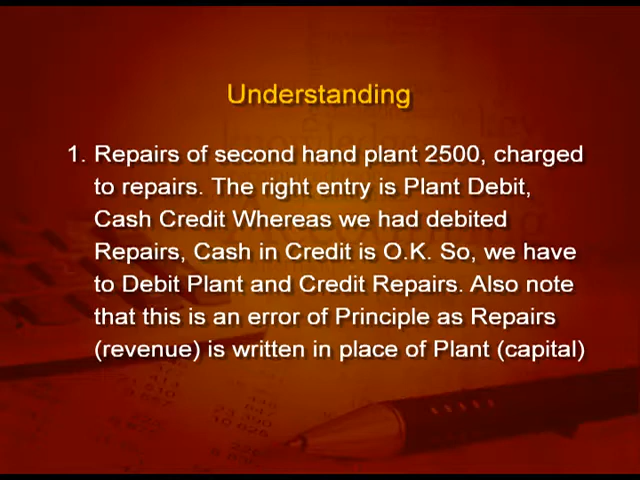 Understanding
1. Repairs of second hand plant 2500, charged
to repairs. The right entry is Plant Debit,
Cash Credit Whereas we had debited
Repairs, Cash in Credit is O.K. So, we have
to Debit Plant and Credit Repairs. Also note
that this is an error of Principle as Repairs
(revenue) is written in place of Plant (capital)